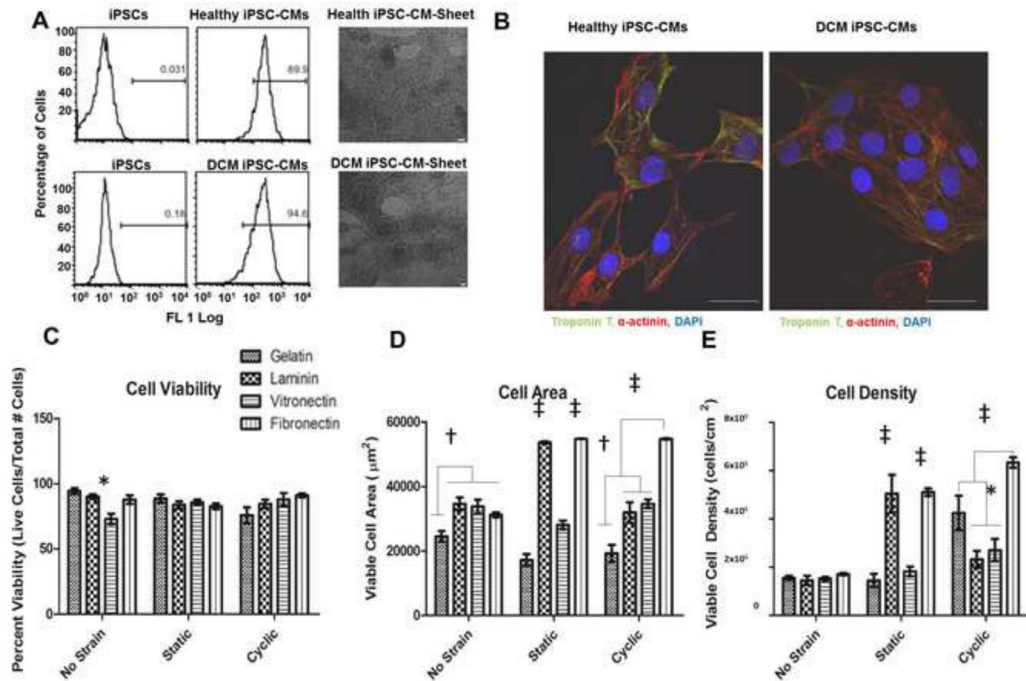 A
iPSCs
Healthy iPSC-CMs
Health iPSC-CM-Sheet
Percentage of Cells
100
80
60
40
20
0.031
89.9
iPSCs
DCM iPSC-CMs
DCM iPSC-CM-Sheet
100
80
60
40
20
0
0.18
94.6
10⁰ 10¹ 10² 10³ 10⁴
10⁰ 10¹ 10² 10³ 10⁴
FL 1 Log
B
Healthy iPSC-CMs
DCM iPSC-CMs
Troponin T, α-actinin, DAPI
Troponin T, α-actinin, DAPI
C
Cell Viability
Gelatin
Laminin
Vitronectin
Fibronectin
Percent Viability (Live Cells/Total # Cells)
150
100
50
0
*
No Strain
Static
Cyclic
D
Cell Area
Viable Cell Area ( μm²)
60000
40000
20000
0
†
‡ ‡
†
‡
No Strain
Static
Cyclic
E
Cell Density
Viable Cell Density (cells/cm ²)
0
‡
‡
‡
*
No Strain
Static
Cyclic